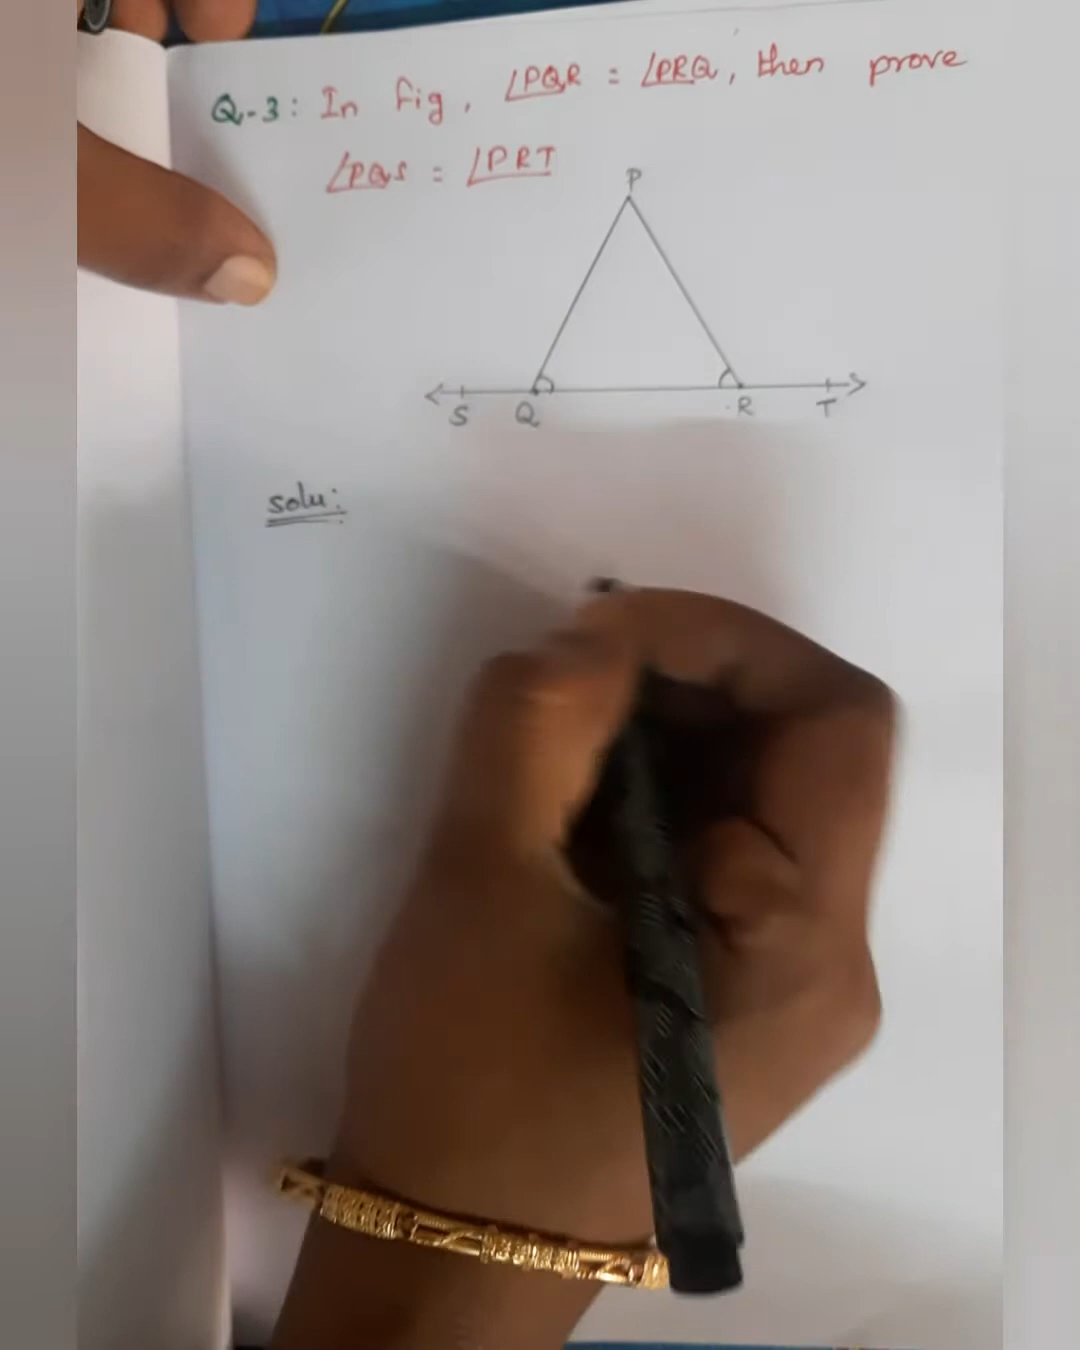 Q-3: In fig, ∠PQR = ∠PRQ, then prove
∠PQS = ∠PRT
P
S Q R T
solu: